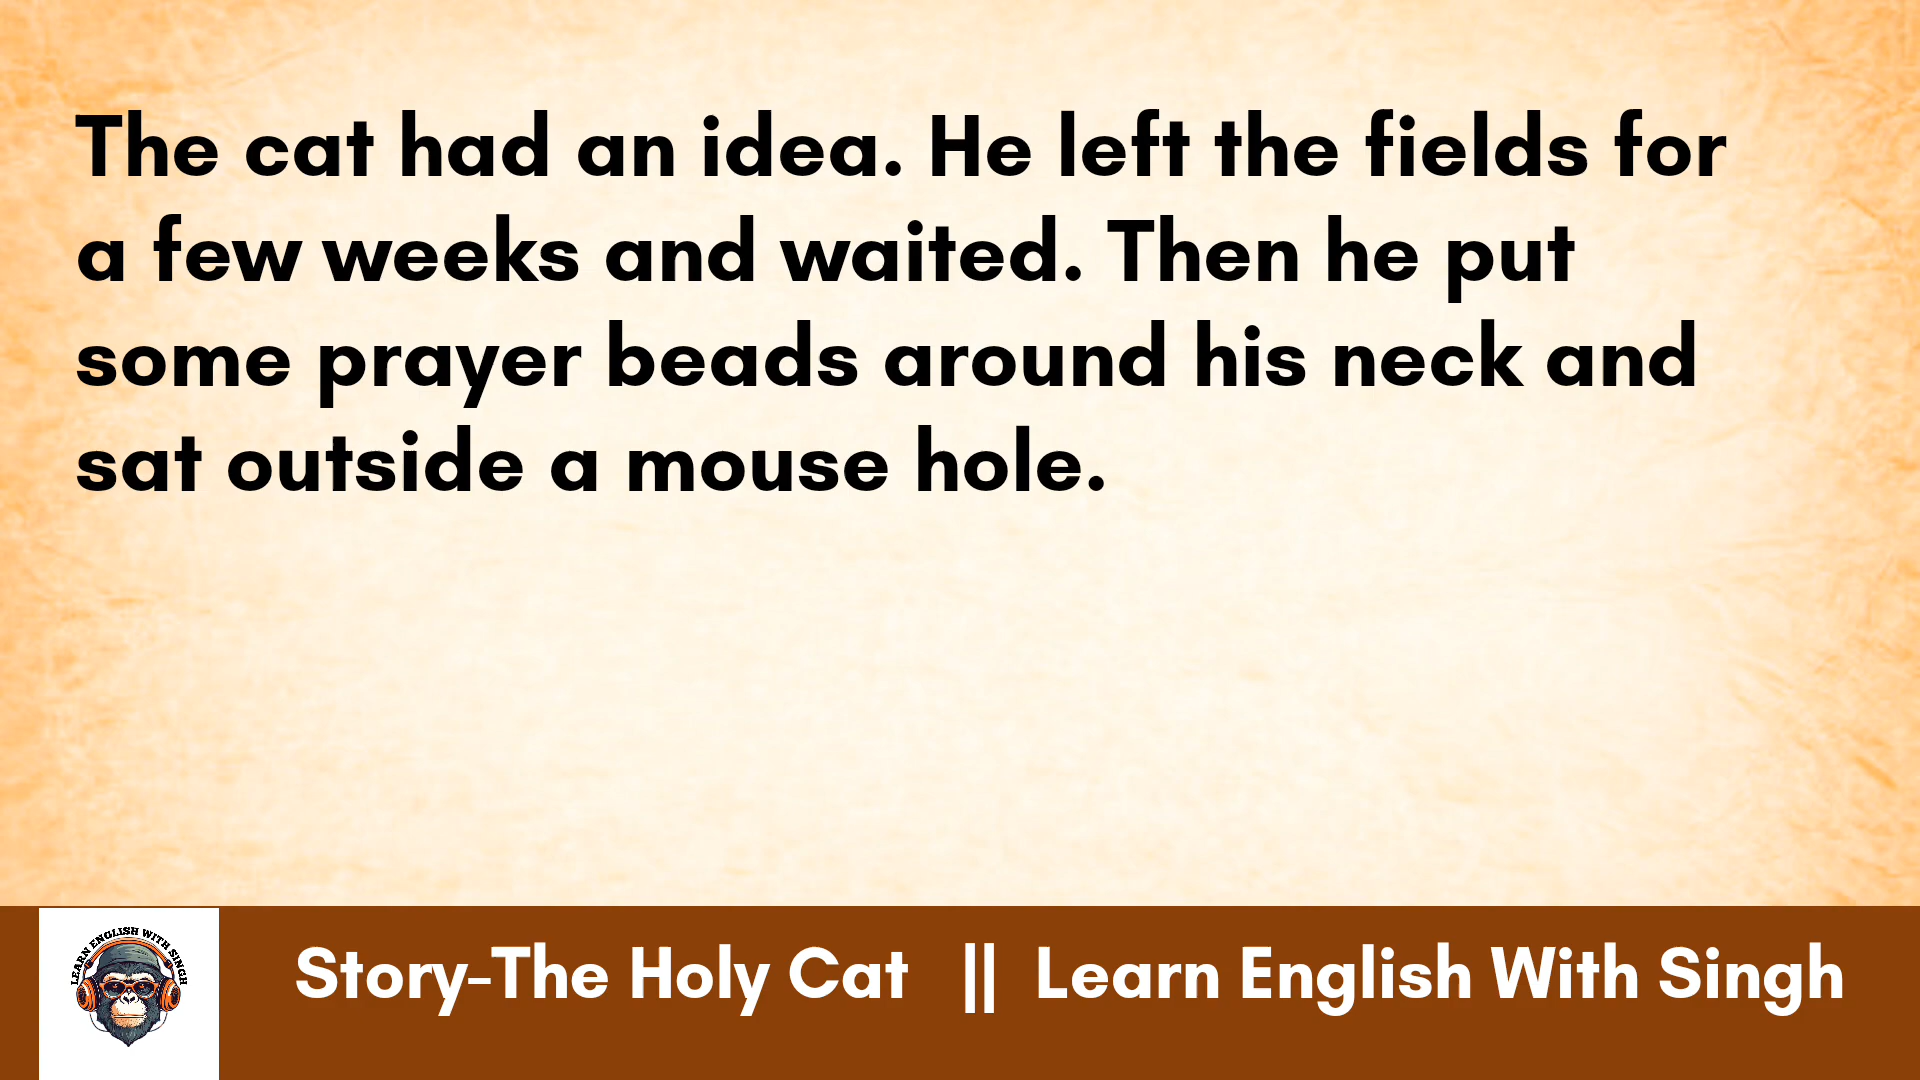 The cat had an idea. He left the fields for
a few weeks and waited. Then he put
some prayer beads around his neck and
sat outside a mouse hole.
LEARN ENGLISH WITH SINGH
Story-The Holy Cat || Learn English With Singh